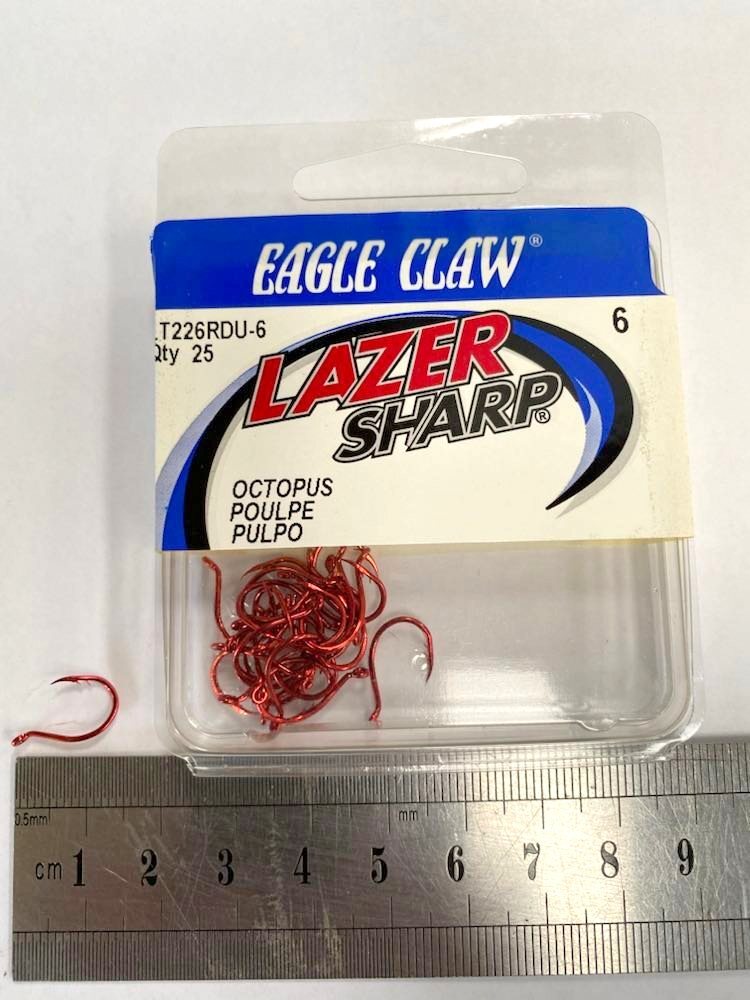 EAGLE CLAW®
LT226RDU-6
Qty 25
6
LAZER
SHARP®
OCTOPUS
POULPE
PULPO
0.5mm
mm
cm 1 2 3 4 5 6 7 8 9